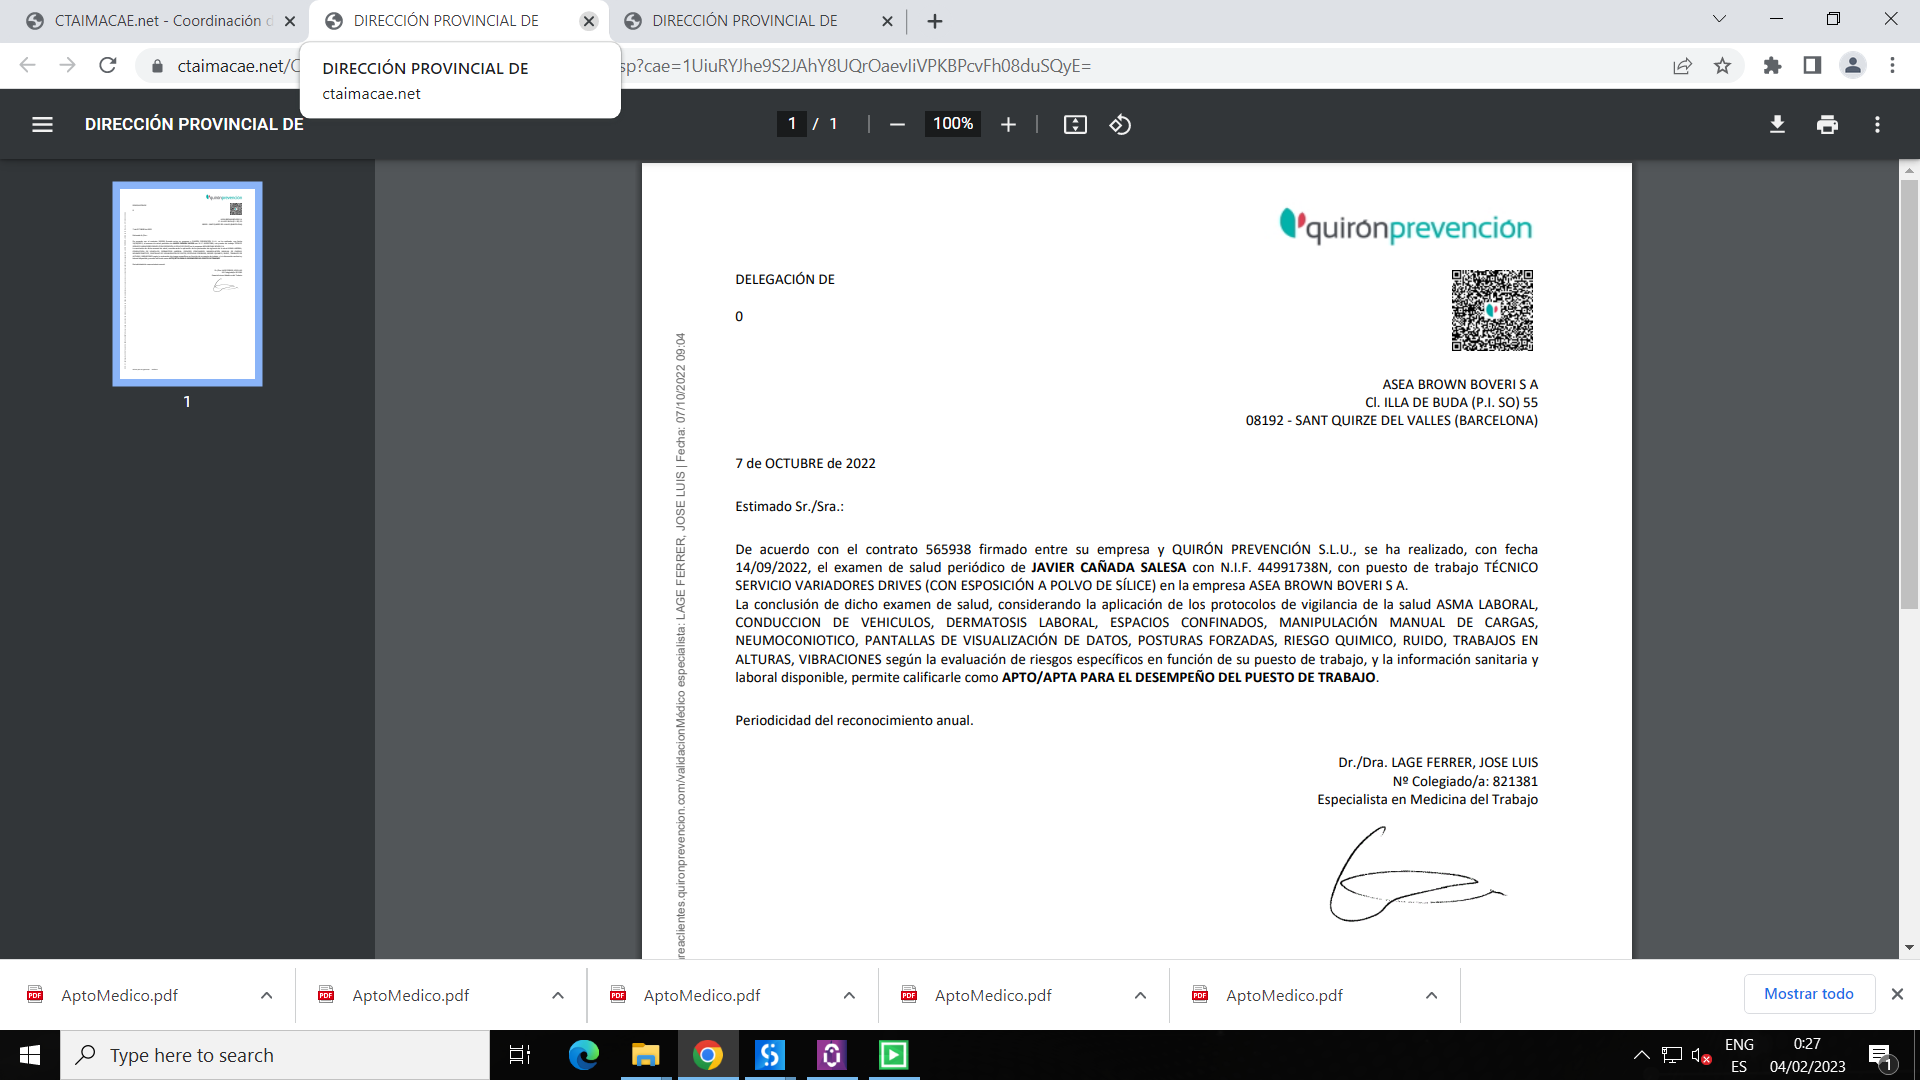 CTAIMACAE.net - Coordinación d
DIRECCIÓN PROVINCIAL DE
DIRECCIÓN PROVINCIAL DE
ctaimacae.net/C
sp?cae=1UiuRYJhe9S2JAhY8UQrOaevIiVPKBPcvFh08duSQyE=
DIRECCIÓN PROVINCIAL DE
ctaimacae.net
DIRECCIÓN PROVINCIAL DE
1 / 1
100%
1
quirónprevención
DELEGACIÓN DE
0
ASEA BROWN BOVERI S A
Cl. ILLA DE BUDA (P.I. SO) 55
08192 - SANT QUIRZE DEL VALLES (BARCELONA)
7 de OCTUBRE de 2022
Estimado Sr./Sra.:
De acuerdo con el contrato 565938 firmado entre su empresa y QUIRÓN PREVENCIÓN S.L.U., se ha realizado, con fecha
14/09/2022, el examen de salud periódico de JAVIER CAÑADA SALESA con N.I.F. 44991738N, con puesto de trabajo TÉCNICO
SERVICIO VARIADORES DRIVES (CON ESPOSICIÓN A POLVO DE SÍLICE) en la empresa ASEA BROWN BOVERI S A.
La conclusión de dicho examen de salud, considerando la aplicación de los protocolos de vigilancia de la salud ASMA LABORAL,
CONDUCCION DE VEHICULOS, DERMATOSIS LABORAL, ESPACIOS CONFINADOS, MANIPULACIÓN MANUAL DE CARGAS,
NEUMOCONIOTICO, PANTALLAS DE VISUALIZACIÓN DE DATOS, POSTURAS FORZADAS, RIESGO QUIMICO, RUIDO, TRABAJOS EN
ALTURAS, VIBRACIONES según la evaluación de riesgos específicos en función de su puesto de trabajo, y la información sanitaria y
laboral disponible, permite calificarle como APTO/APTA PARA EL DESEMPEÑO DEL PUESTO DE TRABAJO.
Periodicidad del reconocimiento anual.
Dr./Dra. LAGE FERRER, JOSE LUIS
Nº Colegiado/a: 821381
Especialista en Medicina del Trabajo
reaclientes.quironprevencion.com/validacionMédico especialista: LAGE FERRER, JOSE LUIS | Fecha: 07/10/2022 09:04
AptoMedico.pdf
AptoMedico.pdf
AptoMedico.pdf
AptoMedico.pdf
AptoMedico.pdf
Mostrar todo
Type here to search
ENG
ES
0:27
04/02/2023
1